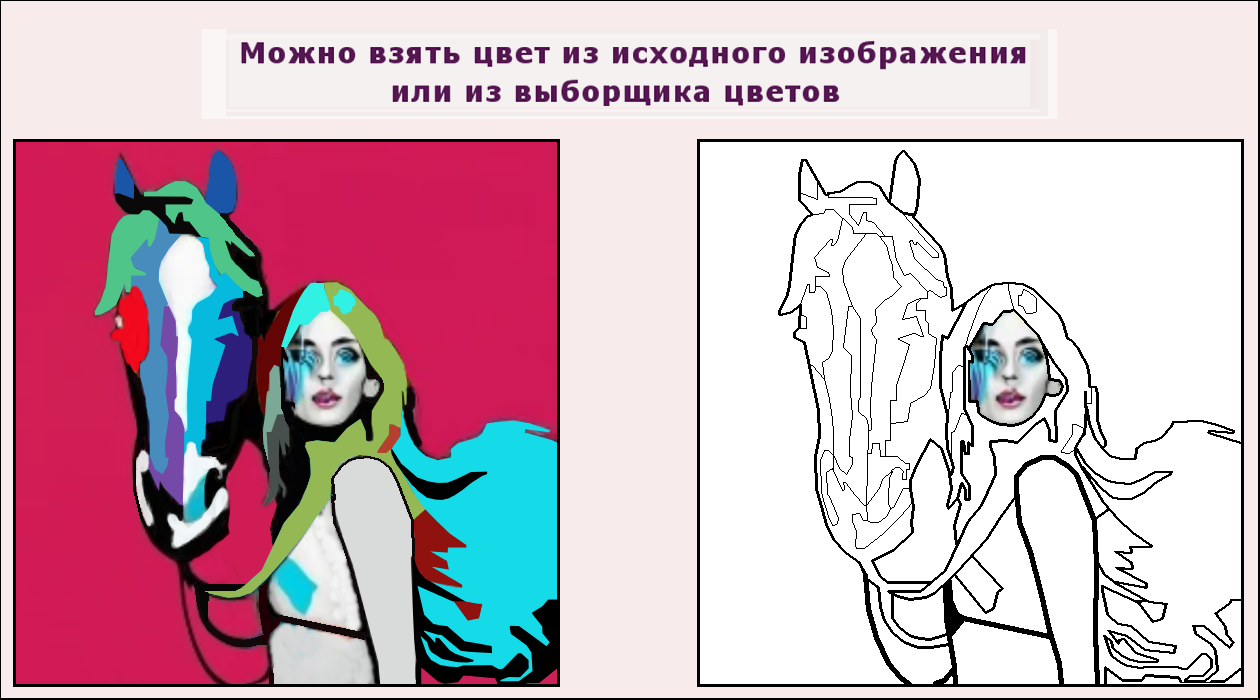 Можно взять цвет из исходного изображения
или из выборщика цветов